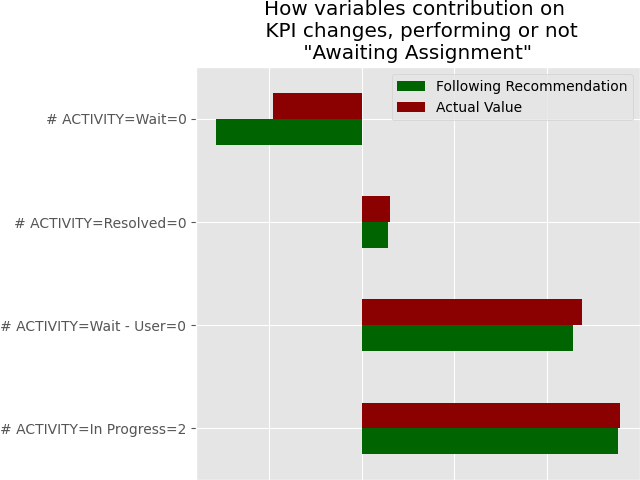 How variables contribution on
KPI changes, performing or not
"Awaiting Assignment"
Following Recommendation
Actual Value
# ACTIVITY=Wait=0
# ACTIVITY=Resolved=0
# ACTIVITY=Wait - User=0
# ACTIVITY=In Progress=2